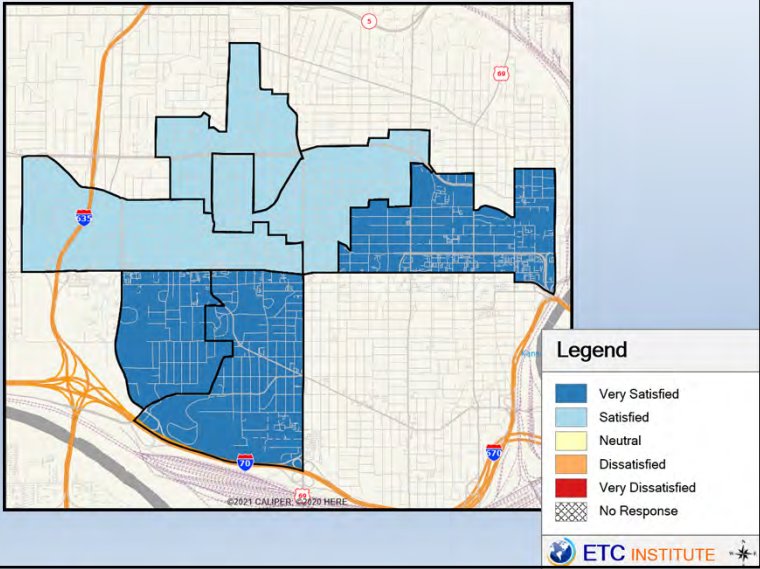 5
69
635
Kans
Legend
Very Satisfied
Satisfied
Neutral
Dissatisfied
Very Dissatisfied
No Response
670
70
69
©2021 CALIPER; ©2020 HERE
ETC INSTITUTE